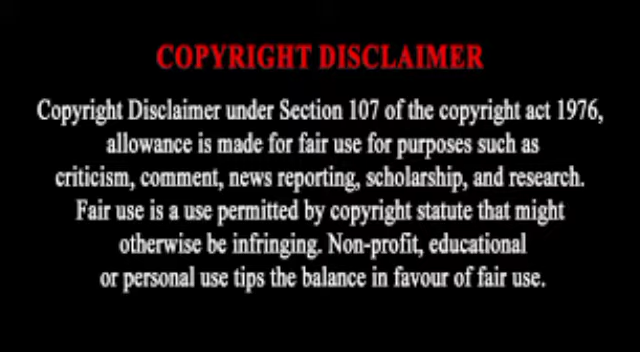 COPYRIGHT DISCLAIMER
Copyright Disclaimer under Section 107 of the copyright act 1976,
allowance is made for fair use for purposes such as
criticism, comment, news reporting, scholarship, and research.
Fair use is a use permitted by copyright statute that might
otherwise be infringing. Non-profit, educational
or personal use tips the balance in favour of fair use.